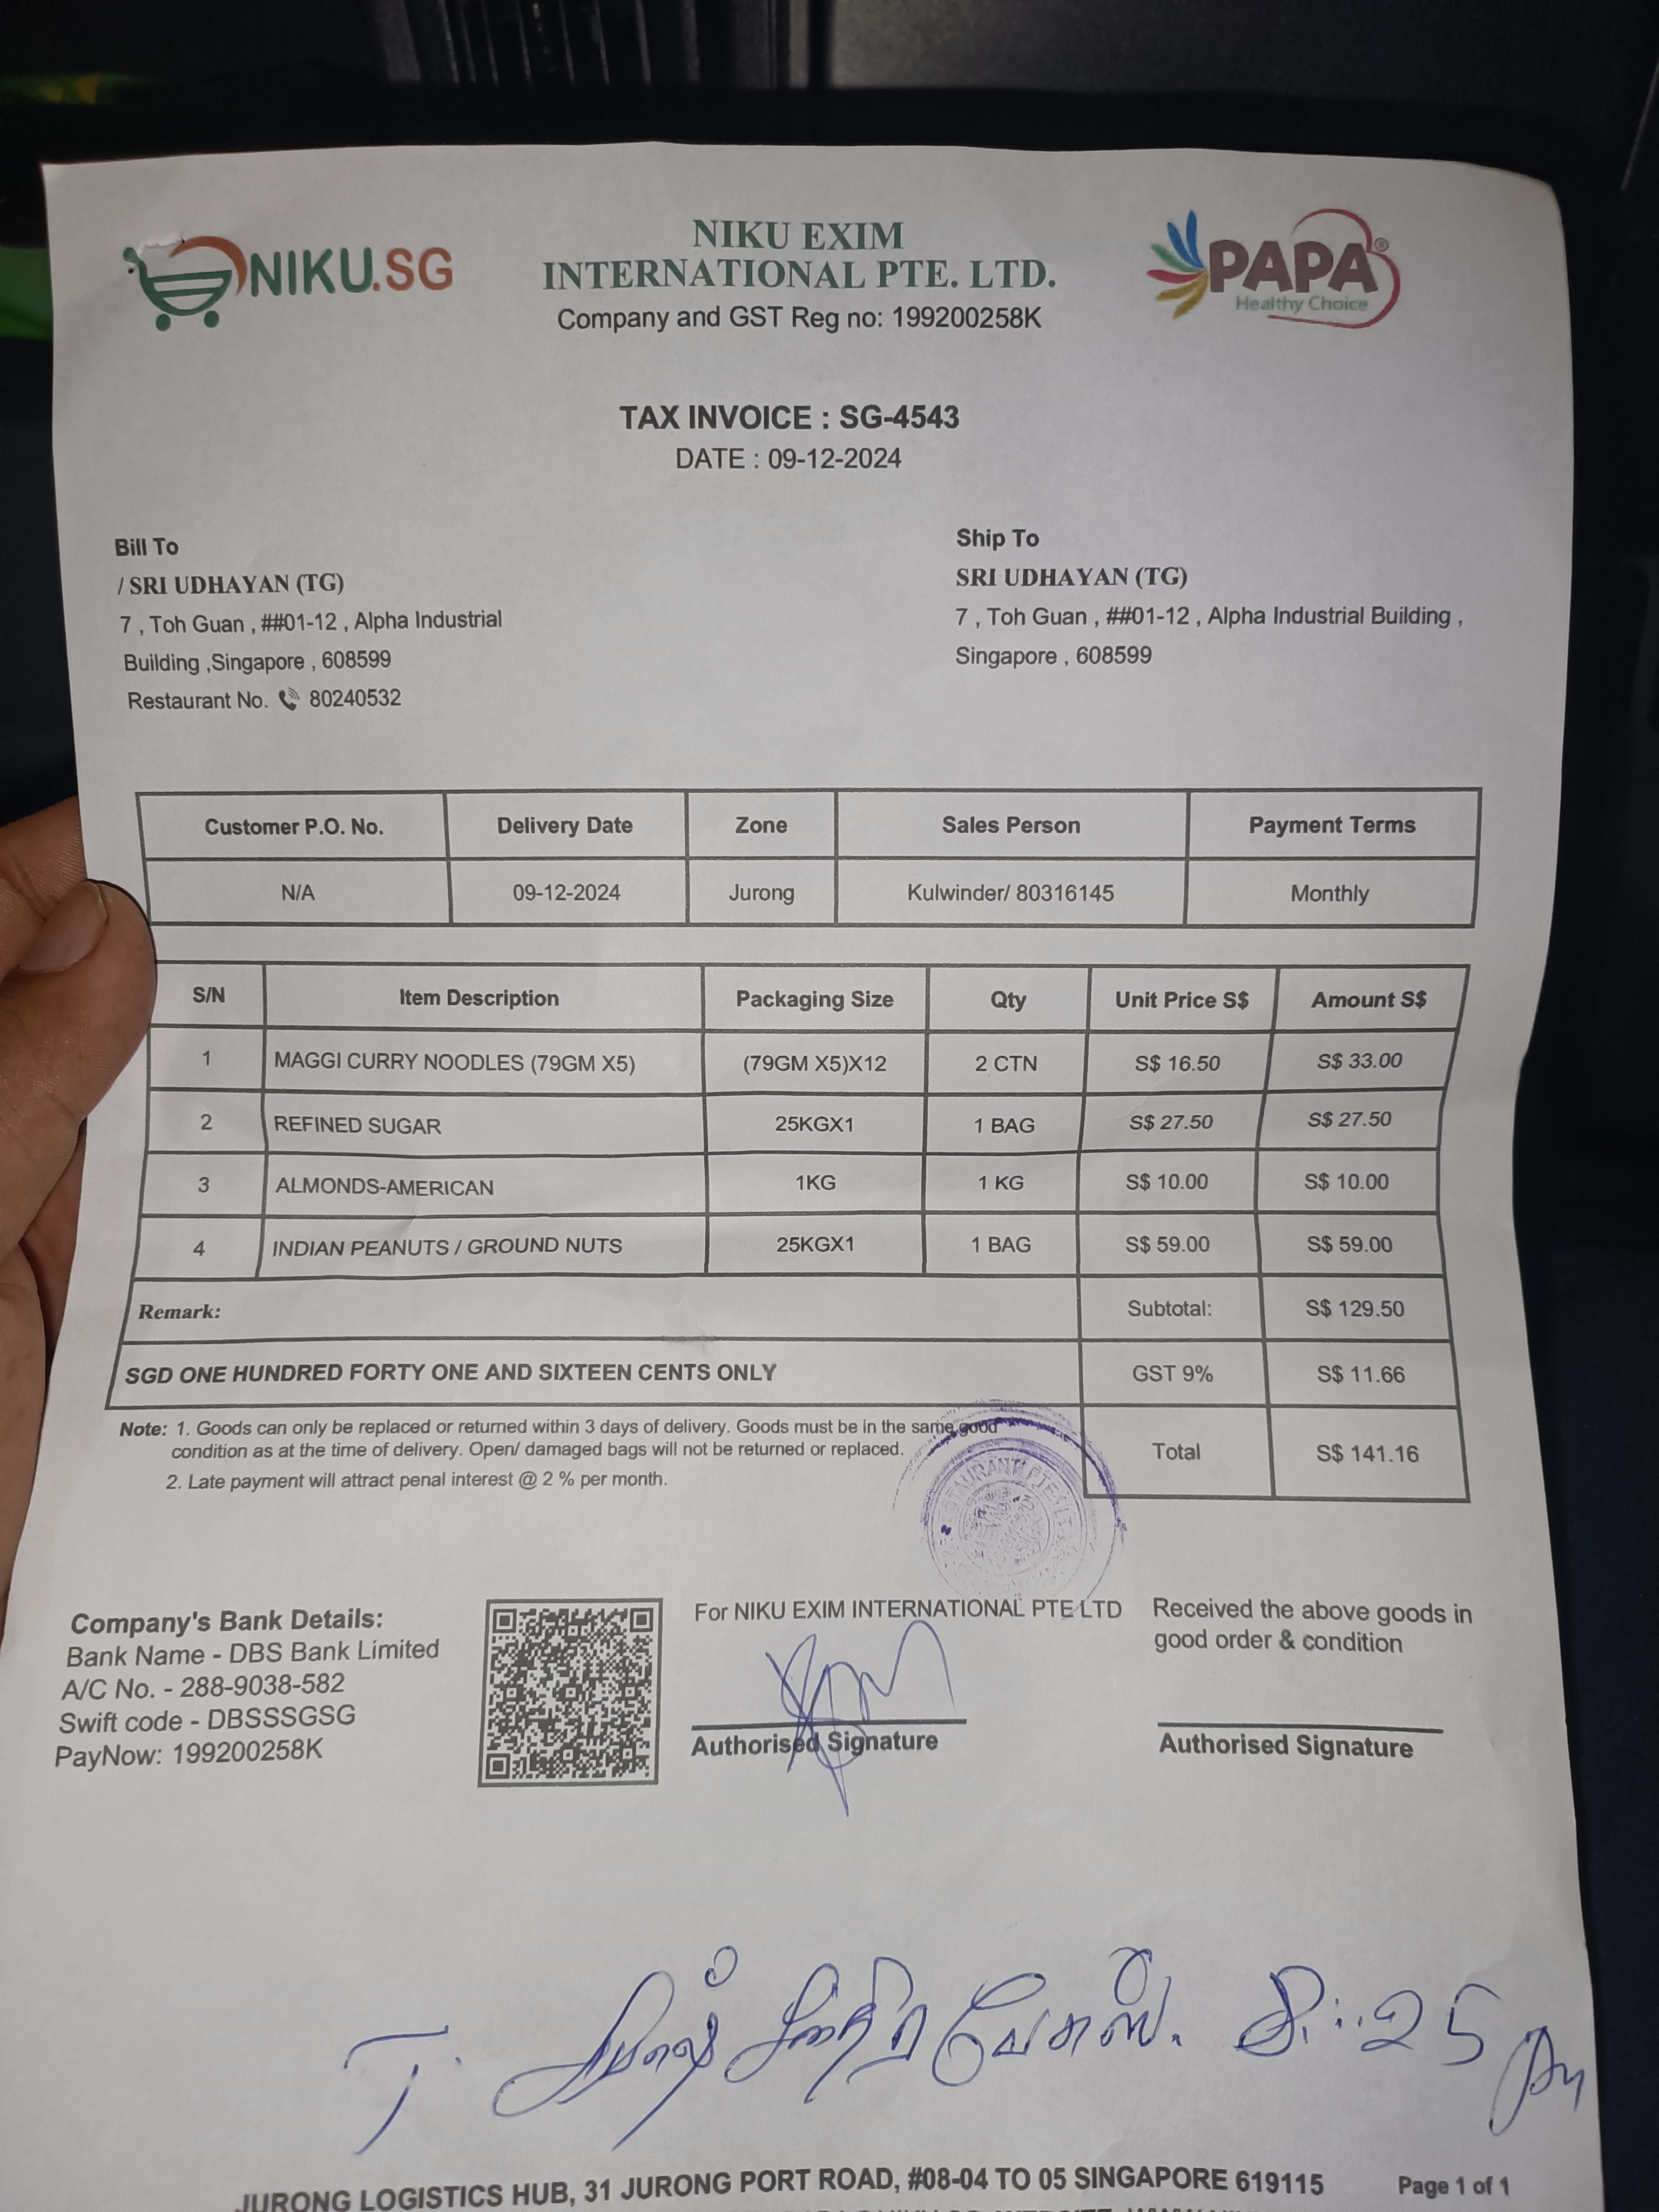 NIKU.SG
NIKU EXIM
INTERNATIONAL PTE. LTD.
Company and GST Reg no: 199200258K
PAPA®
Healthy Choice
TAX INVOICE : SG-4543
DATE : 09-12-2024
Bill To
/ SRI UDHAYAN (TG)
7 , Toh Guan , ##01-12 , Alpha Industrial
Building ,Singapore , 608599
Restaurant No. 80240532
Ship To
SRI UDHAYAN (TG)
7 , Toh Guan , ##01-12 , Alpha Industrial Building ,
Singapore , 608599
Customer P.O. No. Delivery Date Zone Sales Person Payment Terms
N/A 09-12-2024 Jurong Kulwinder/ 80316145 Monthly
S/N Item Description Packaging Size Qty Unit Price S$ Amount S$
1 MAGGI CURRY NOODLES (79GM X5) (79GM X5)X12 2 CTN S$ 16.50 S$ 33.00
2 REFINED SUGAR 25KGX1 1 BAG S$ 27.50 S$ 27.50
3 ALMONDS-AMERICAN 1KG 1 KG S$ 10.00 S$ 10.00
4 INDIAN PEANUTS / GROUND NUTS 25KGX1 1 BAG S$ 59.00 S$ 59.00
Remark: Subtotal: S$ 129.50
SGD ONE HUNDRED FORTY ONE AND SIXTEEN CENTS ONLY GST 9% S$ 11.66
Total S$ 141.16
Note: 1. Goods can only be replaced or returned within 3 days of delivery. Goods must be in the same good
condition as at the time of delivery. Open/ damaged bags will not be returned or replaced.
2. Late payment will attract penal interest @ 2 % per month.
Company's Bank Details:
Bank Name - DBS Bank Limited
A/C No. - 288-9038-582
Swift code - DBSSSGSG
PayNow: 199200258K
For NIKU EXIM INTERNATIONAL PTE LTD
Authorised Signature
Received the above goods in
good order & condition
Authorised Signature
JURONG LOGISTICS HUB, 31 JURONG PORT ROAD, #08-04 TO 05 SINGAPORE 619115
Page 1 of 1